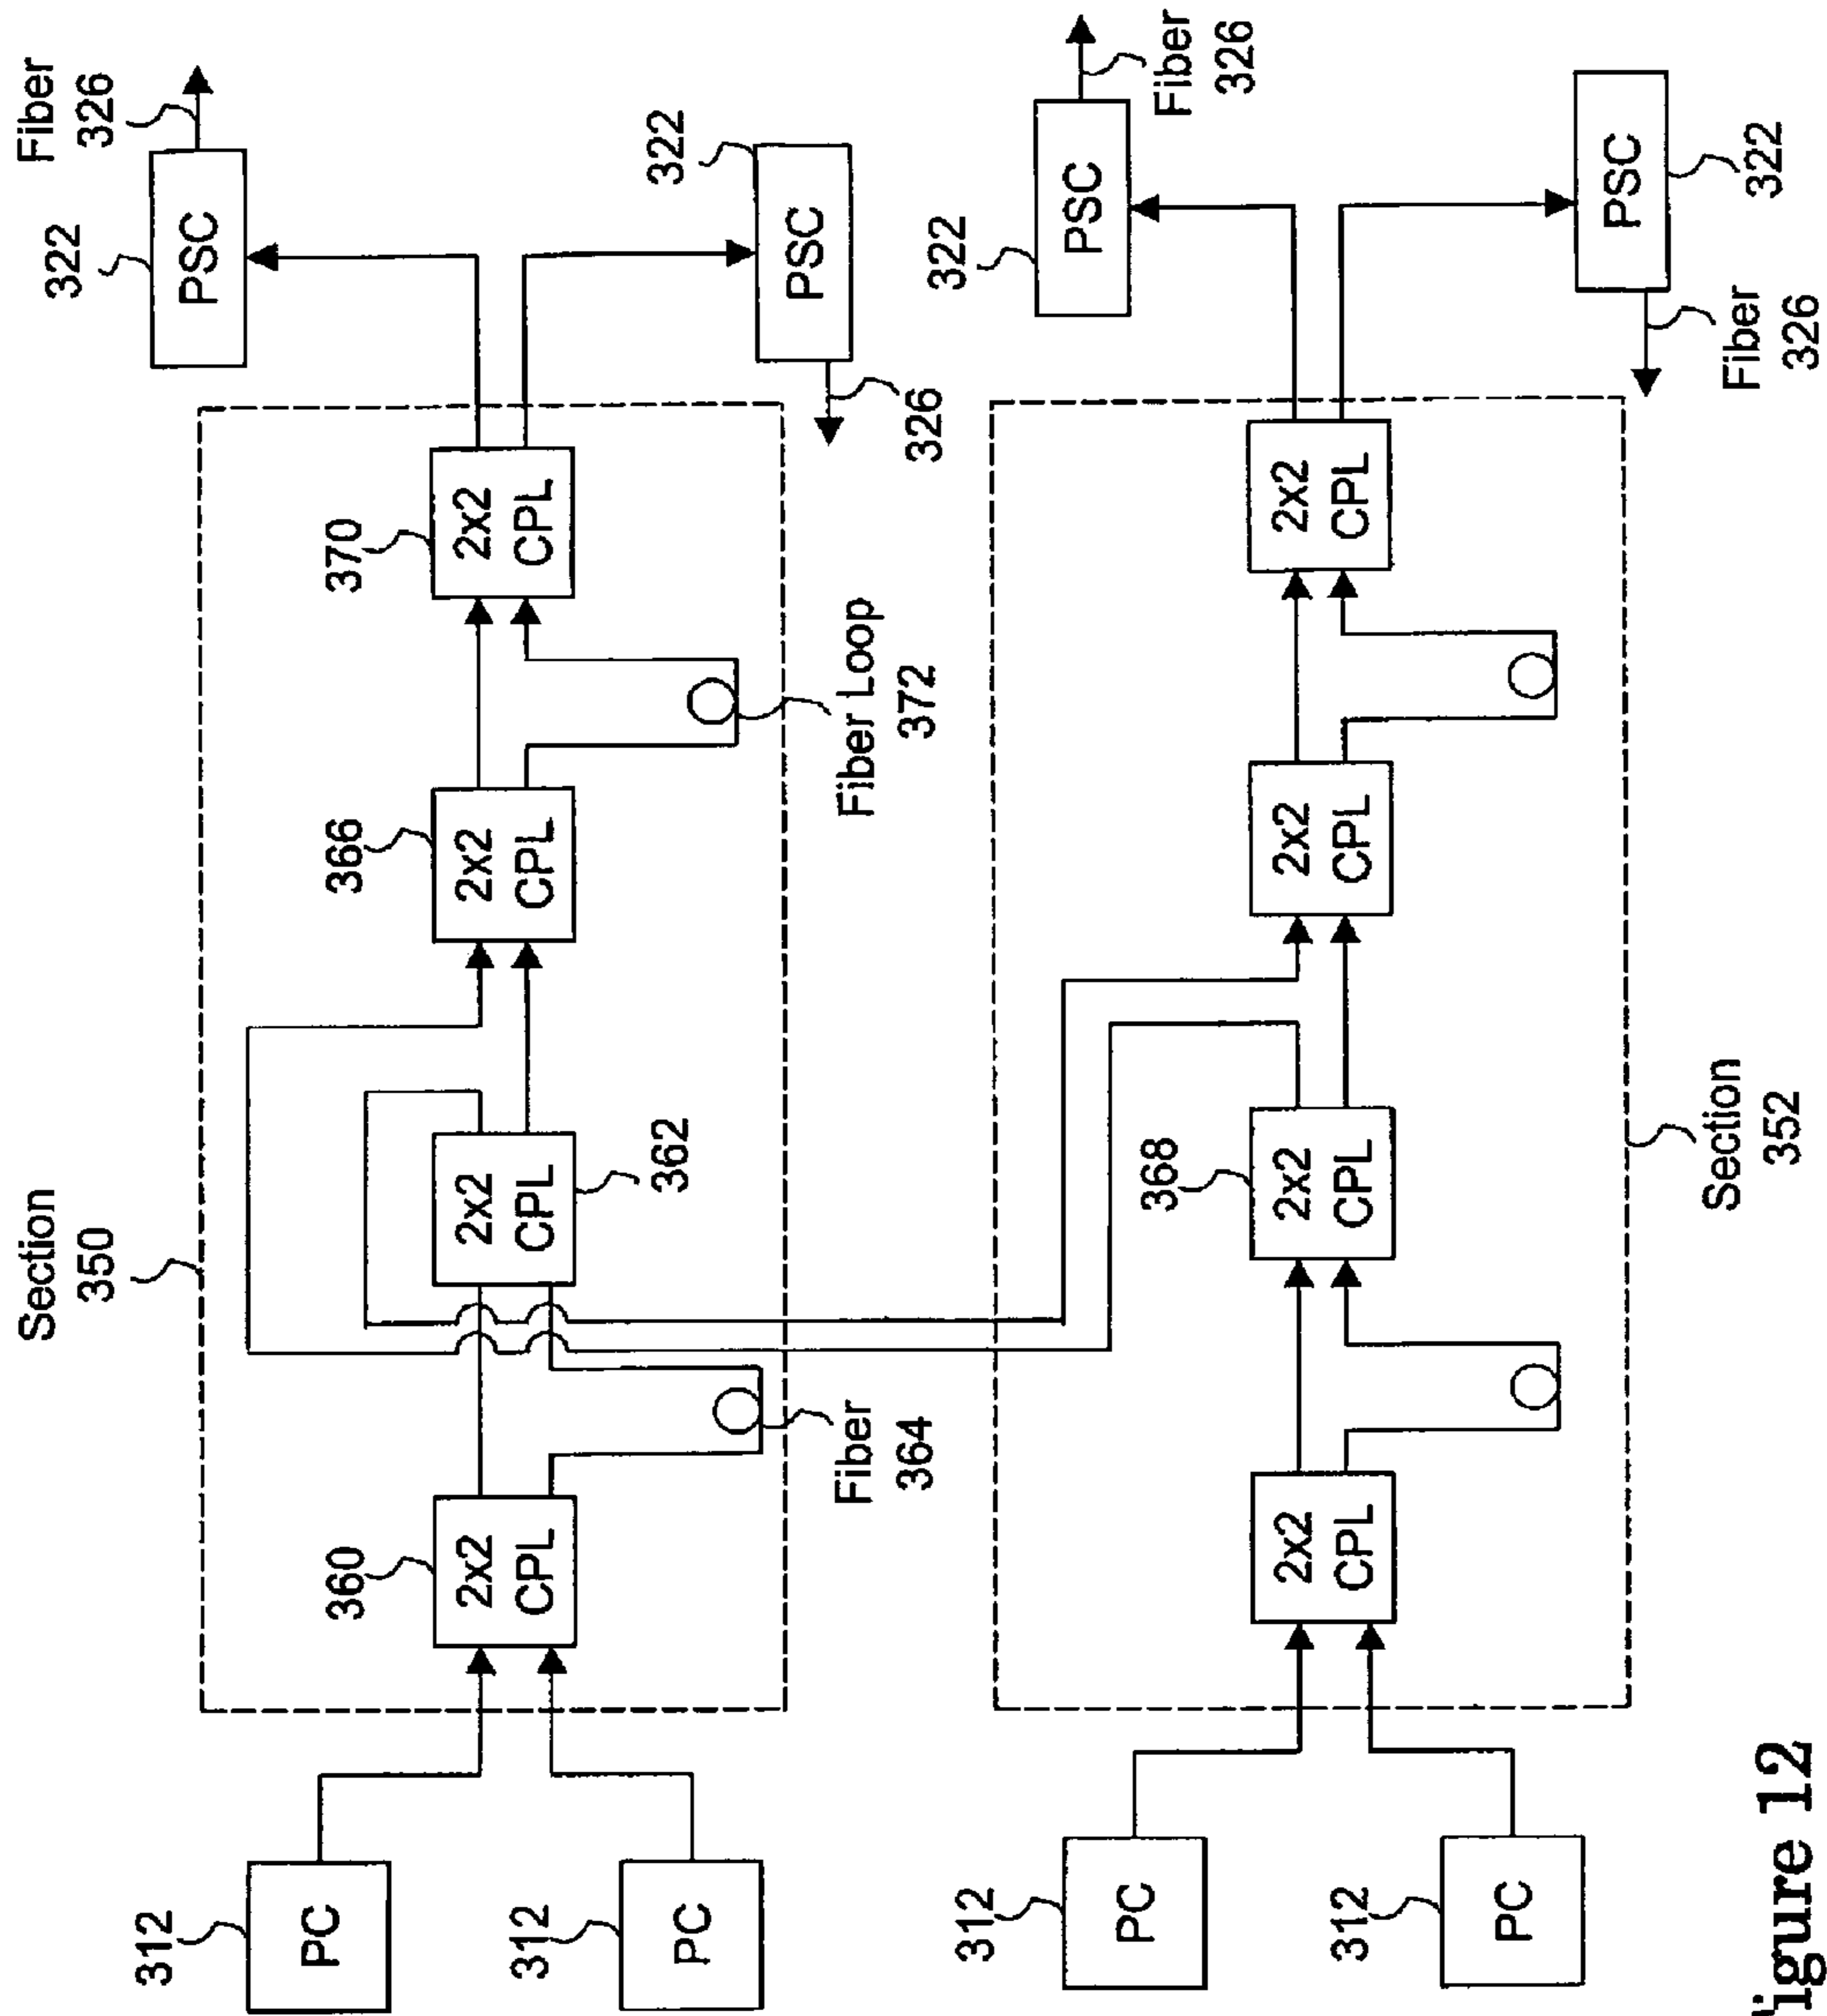 Section
350
Fiber
326
322
PSC
312
PC
360
2x2
CPL
2x2
CPL
362
366
2x2
CPL
370
2x2
CPL
312
PC
Fiber
364
Fiber Loop
372
322
PSC
326
312
PC
322
PSC
Fiber
326
2x2
CPL
368
2x2
CPL
2x2
CPL
2x2
CPL
312
PC
PSC
322
Fiber
326
Section
352
igure 12